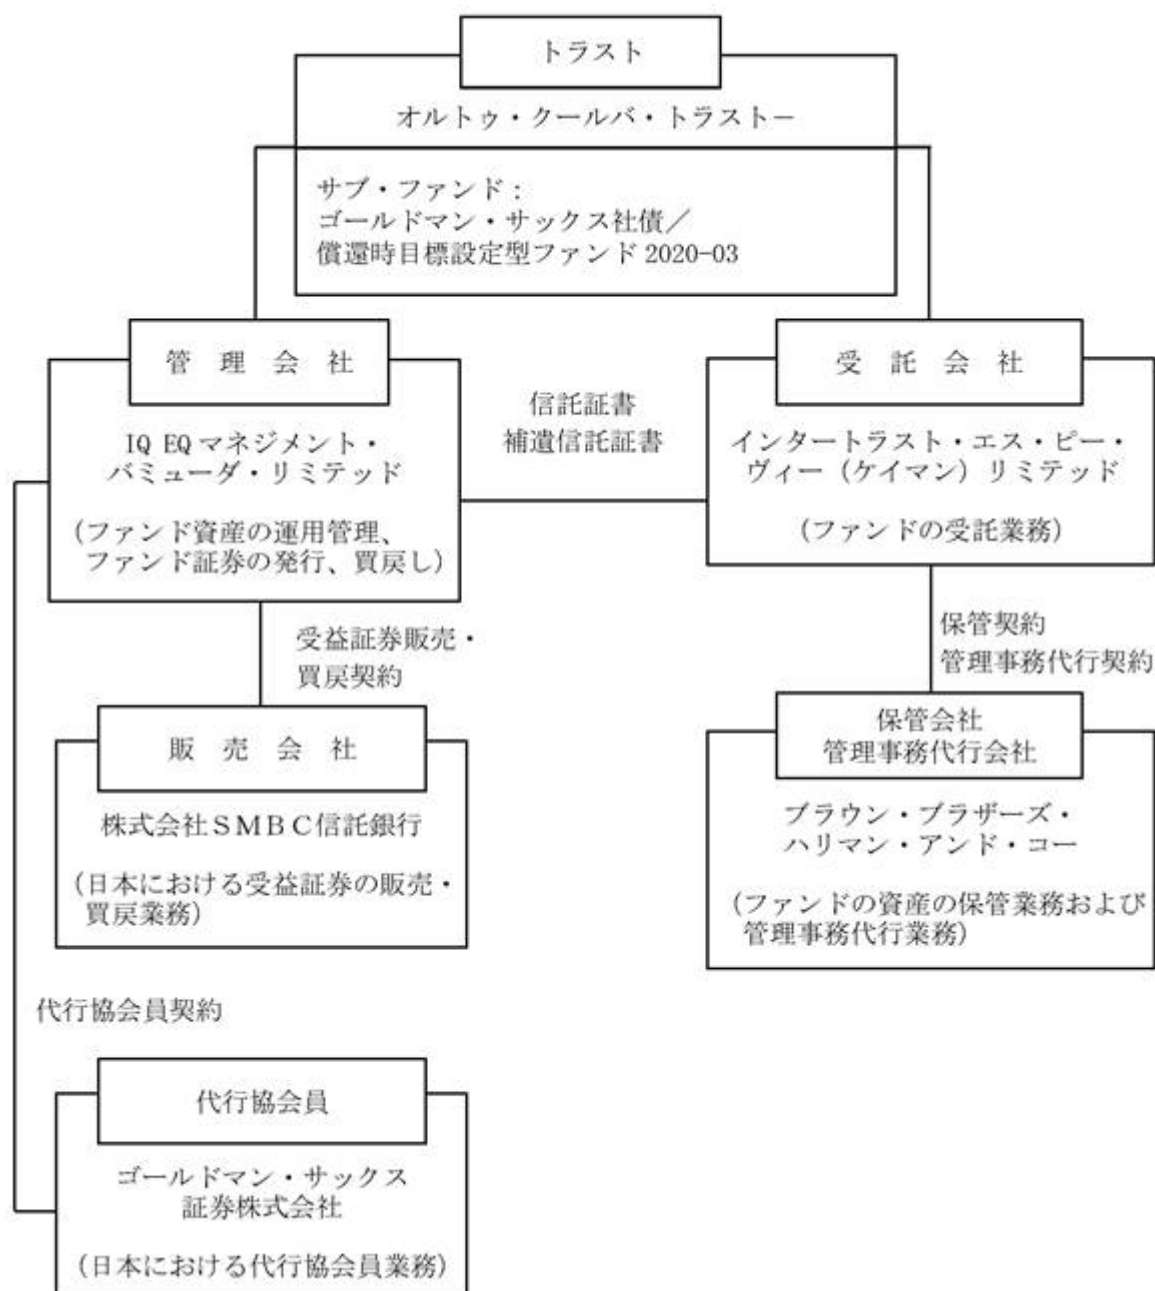 トラスト
オルトゥ・クールバ・トラスト－
サブ・ファンド：
ゴールドマン・サックス社債／
償還時目標設定型ファンド 2020-03
管 理 会 社
IQ EQ マネジメント・
バミューダ・リミテッド
（ファンド資産の運用管理、
ファンド証券の発行、買戻し）
信託証書
補遺信託証書
受 託 会 社
インタートラスト・エス・ピー・
ヴィー（ケイマン）リミテッド
（ファンドの受託業務）
受益証券販売・
買戻契約
保管契約
管理事務代行契約
販 売 会 社
株式会社ＳＭＢＣ信託銀行
（日本における受益証券の販売・
買戻業務）
保管会社
管理事務代行会社
ブラウン・ブラザーズ・
ハリマン・アンド・コー
（ファンドの資産の保管業務および
管理事務代行業務）
代行協会員契約
代行協会員
ゴールドマン・サックス
証券株式会社
（日本における代行協会員業務）